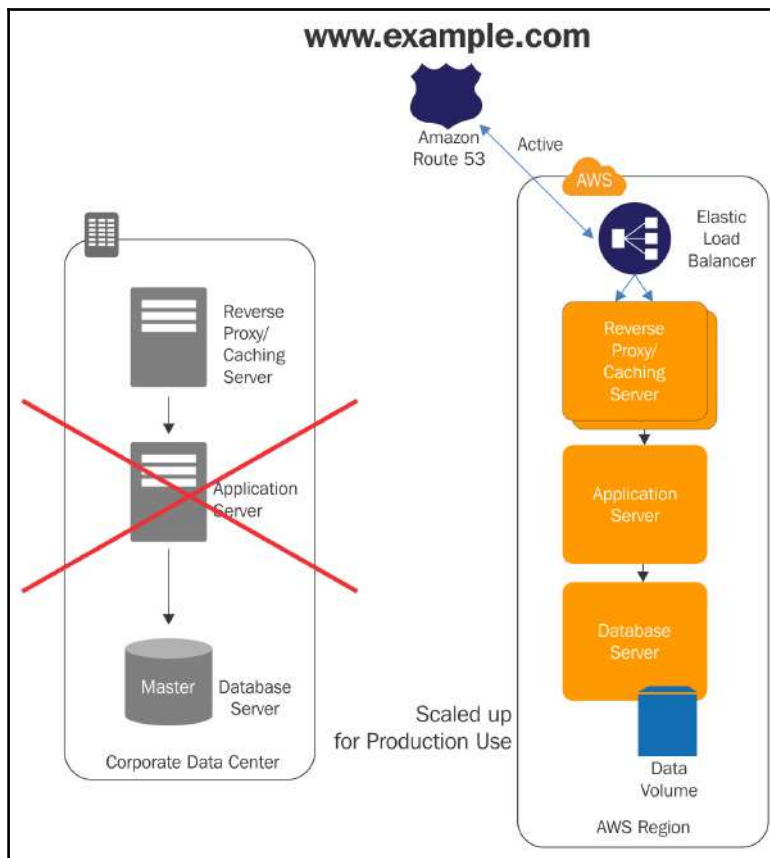 www.example.com
Amazon
Route 53
Active
AWS
Elastic
Load
Balancer
Reverse
Proxy/
Caching
Server
Application
Server
Master
Database
Server
Corporate Data Center
Reverse
Proxy/
Caching
Server
Application
Server
Database
Server
Scaled up
for Production Use
Data
Volume
AWS Region